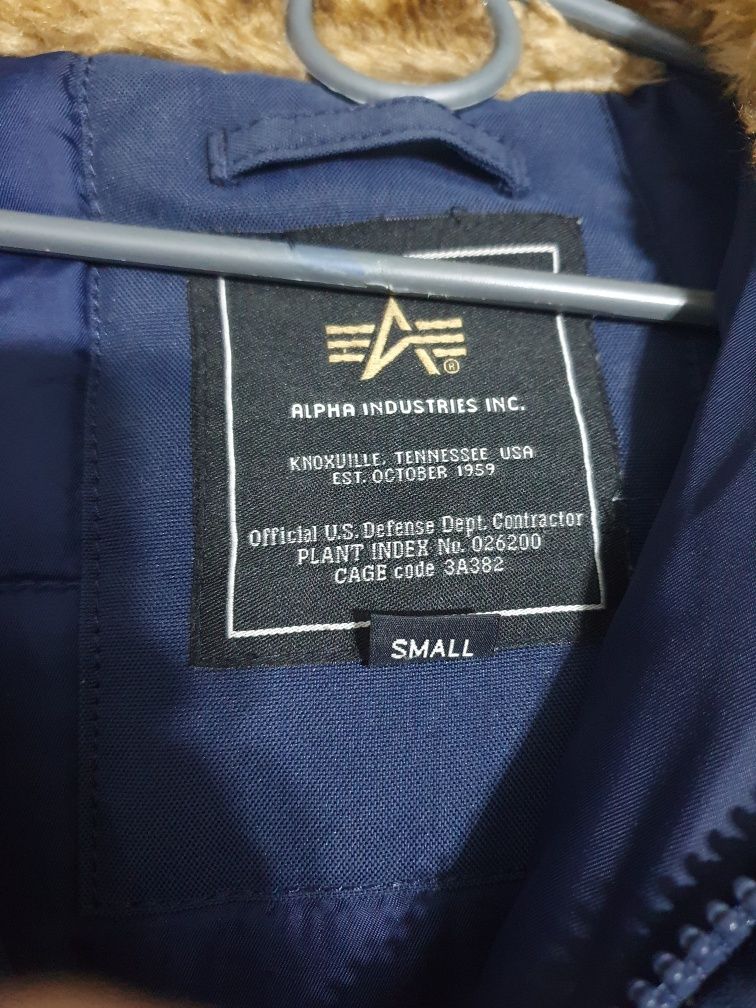 ®
ALPHA INDUSTRIES INC.
KNOXVILLE, TENNESSEE USA
EST. OCTOBER 1959
Official U.S. Defense Dept. Contractor
PLANT INDEX No. 026200
CAGE code 3A382
SMALL